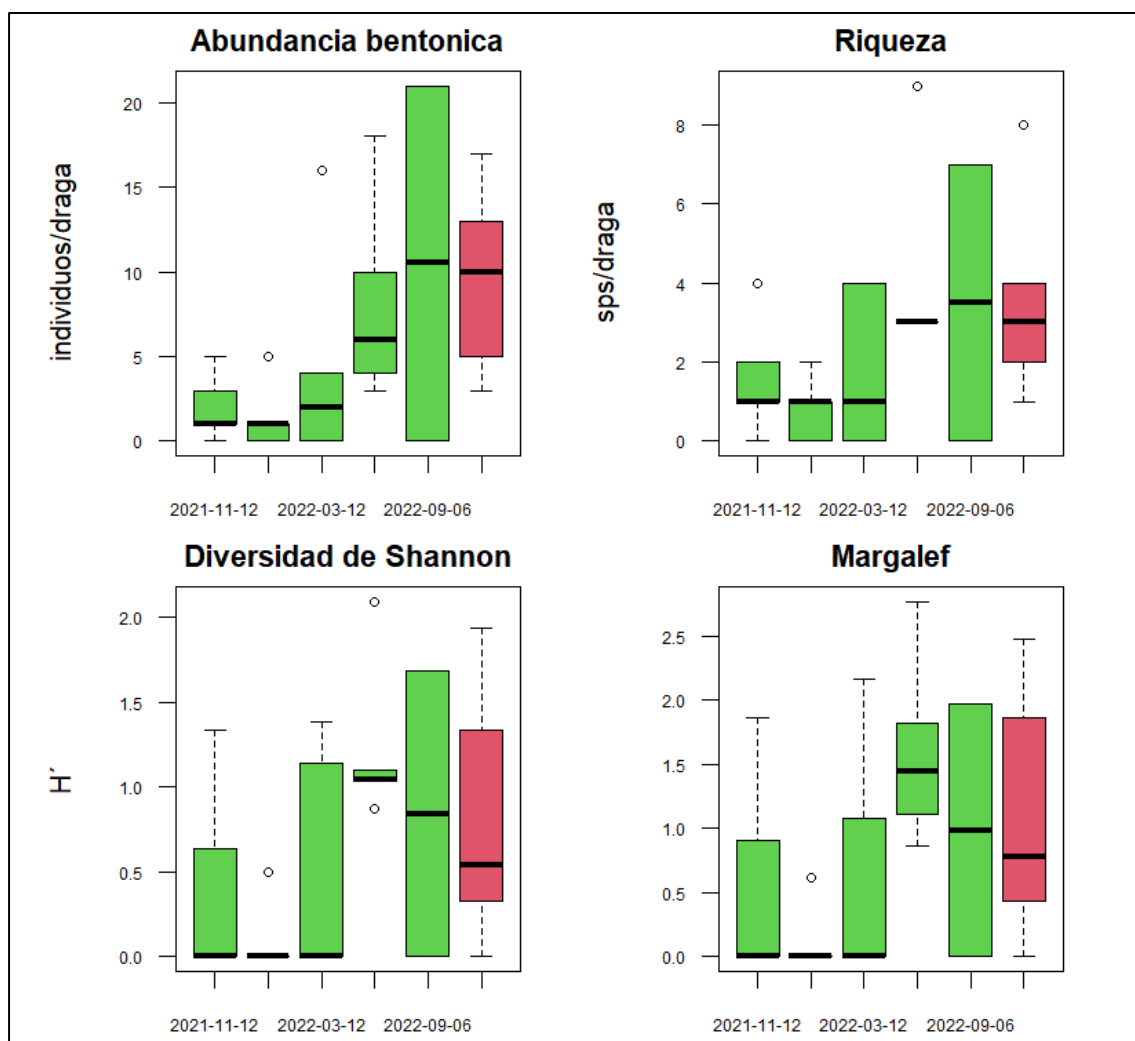 Abundancia bentonica
individuos/draga
20
15
10
5
0
2021-11-12 2022-03-12 2022-09-06
Riqueza
sps/draga
8
6
4
2
0
2021-11-12 2022-03-12 2022-09-06
Diversidad de Shannon
H´
2.0
1.5
1.0
0.5
0.0
2021-11-12 2022-03-12 2022-09-06
Margalef
2.5
2.0
1.5
1.0
0.5
0.0
2021-11-12 2022-03-12 2022-09-06